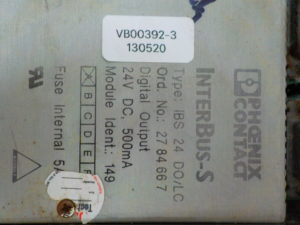 VB00392-3
130520
PHOENIX
CONTACT
INTERBUS-S
Type: IBS 24 DO/LC
Ord. No.: 27 84 66 7
Digital Output
24V DC, 500mA
Module Ident.: 149
A B C D E F
Fuse Internal 5